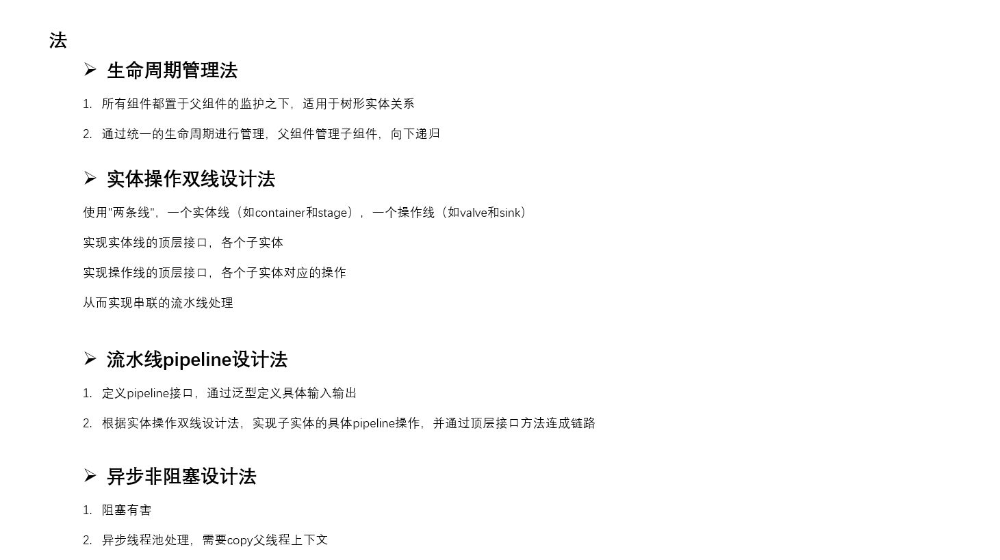 法
➢ 生命周期管理法
1. 所有组件都置于父组件的监护之下，适用于树形实体关系
2. 通过统一的生命周期进行管理，父组件管理子组件，向下递归
➢ 实体操作双线设计法
使用"两条线"，一个实体线（如container和stage），一个操作线（如valve和sink）
实现实体线的顶层接口，各个子实体
实现操作线的顶层接口，各个子实体对应的操作
从而实现串联的流水线处理
➢ 流水线pipeline设计法
1. 定义pipeline接口，通过泛型定义具体输入输出
2. 根据实体操作双线设计法，实现子实体的具体pipeline操作，并通过顶层接口方法连成链路
➢ 异步非阻塞设计法
1. 阻塞有害
2. 异步线程池处理，需要copy父线程上下文